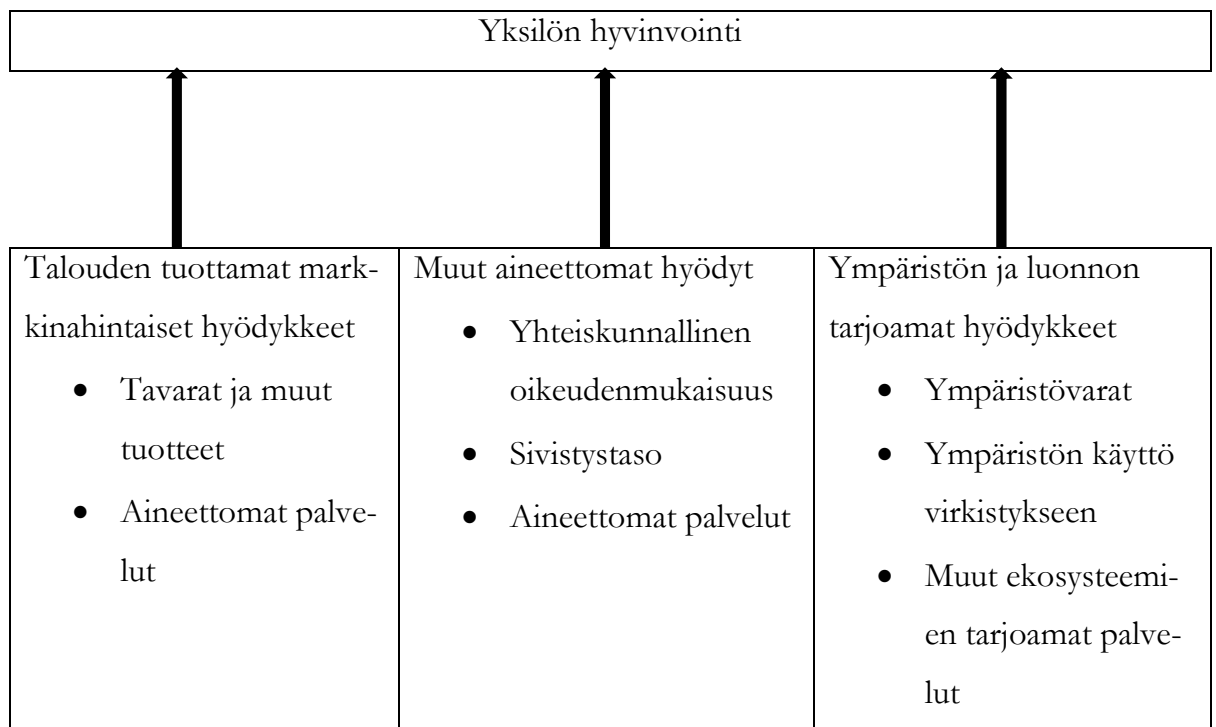 Yksilön hyvinvointi
Talouden tuottamat mark-
kinahintaiset hyödykkeet
• Tavarat ja muut
tuotteet
• Aineettomat palve-
lut
Muut aineettomat hyödyt
• Yhteiskunnallinen
oikeudenmukaisuus
• Sivistystaso
• Aineettomat palvelut
Ympäristön ja luonnon
tarjoamat hyödykkeet
• Ympäristövarat
• Ympäristön käyttö
virkistykseen
• Muut ekosysteemi-
en tarjoamat palve-
lut